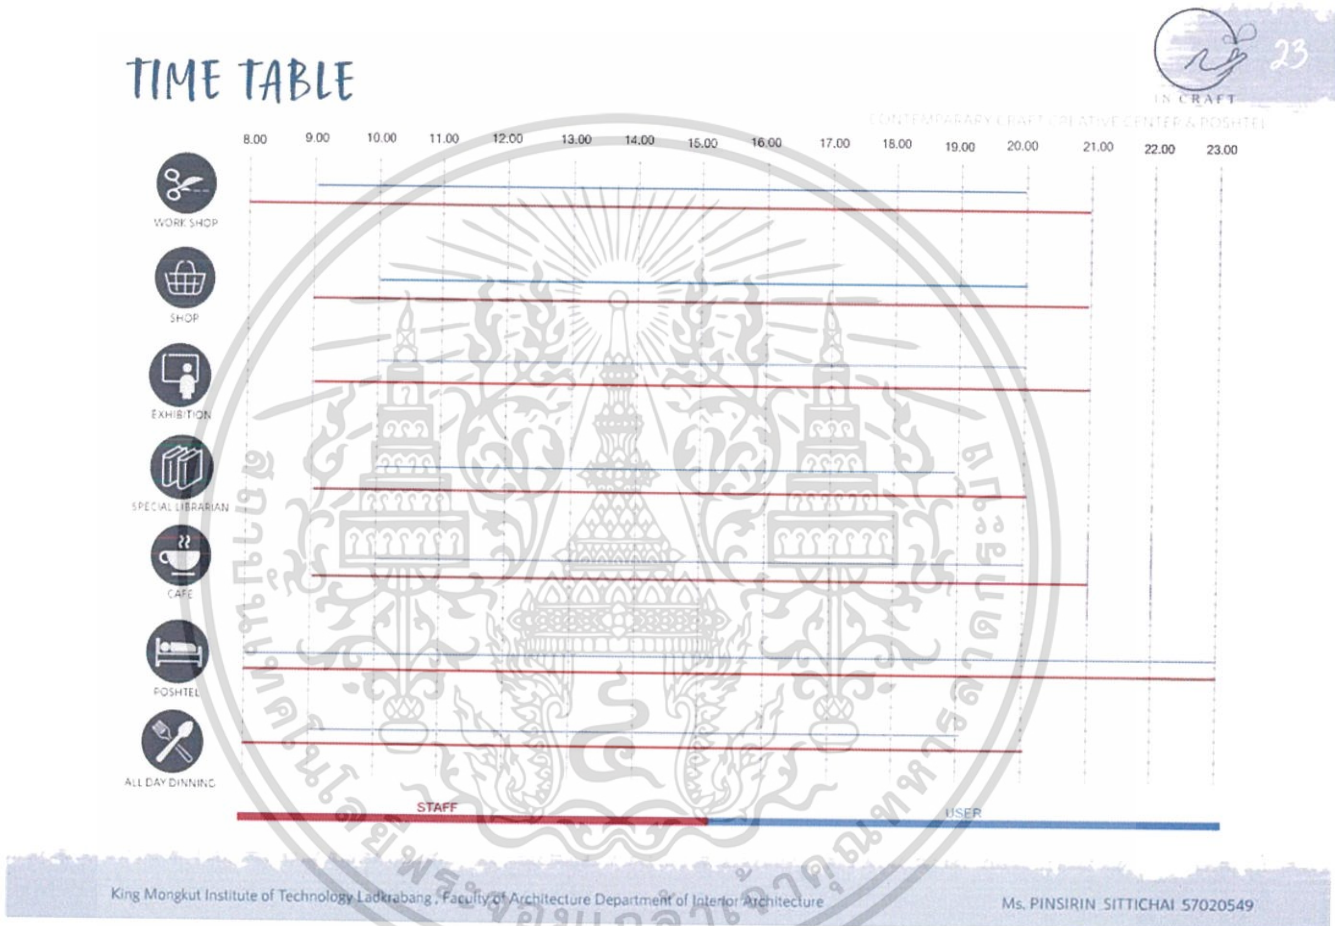 23
TIME TABLE
IN CRAFT
CONTEMPARARY CRAFT CREATIVE CENTER & POSHTEL
8.00 9.00 10.00 11.00 12.00 13.00 14.00 15.00 16.00 17.00 18.00 19.00 20.00 21.00 22.00 23.00
WORK SHOP
SHOP
EXHIBITION
SPECIAL LIBRARIAN
CAFE
POSHTEL
ALL DAY DINNING
STAFF USER
King Mongkut Institute of Technology Ladkrabang , Faculty of Architecture Department of Interior Architecture
Ms. PINSIRIN SITTICHAI 57020549